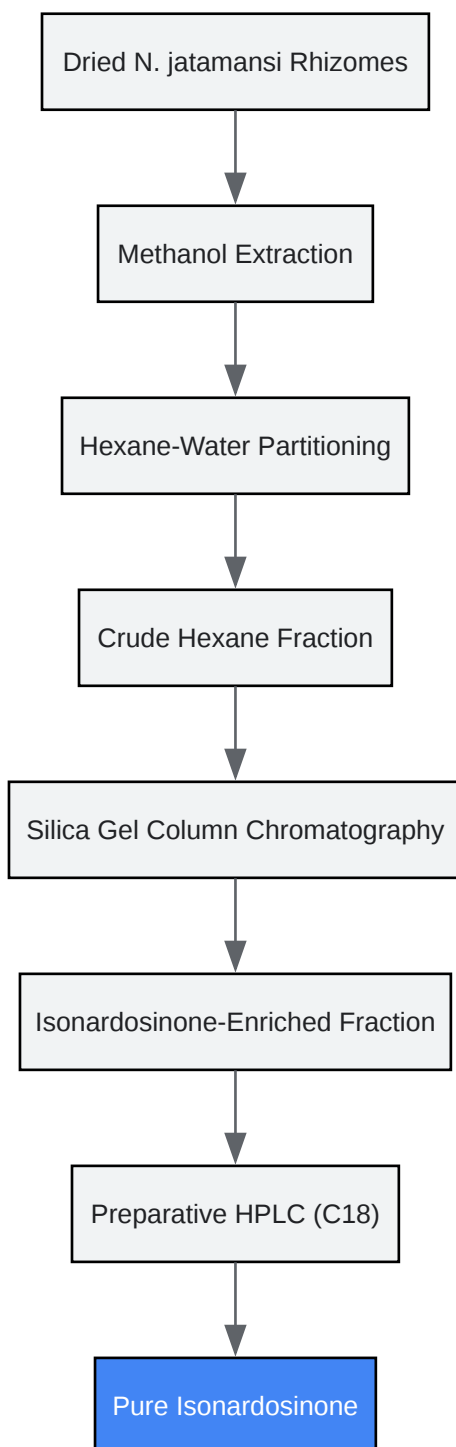 Dried N. jatamansi Rhizomes
Methanol Extraction
Hexane-Water Partitioning
Crude Hexane Fraction
Silica Gel Column Chromatography
Isonardosinone-Enriched Fraction
Preparative HPLC (C18)
Pure Isonardosinone